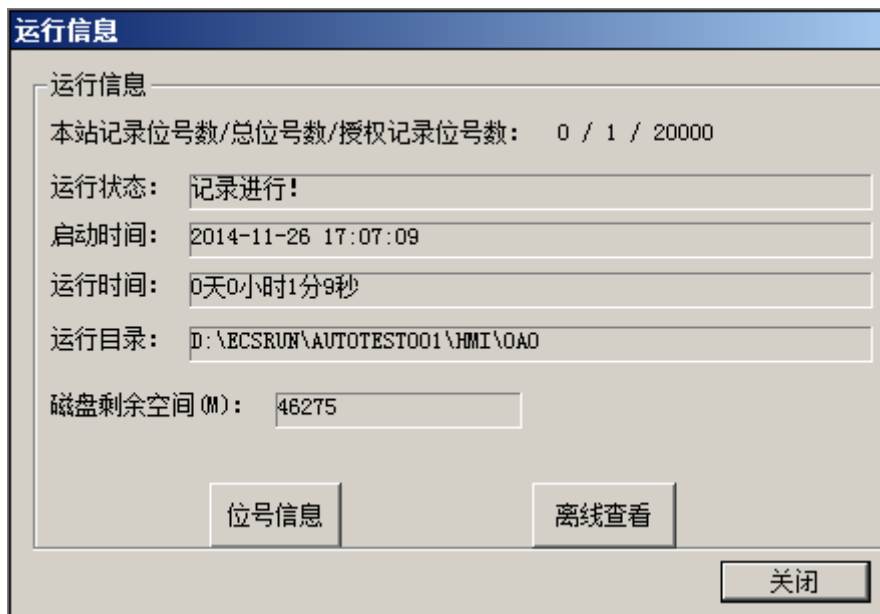 运行信息
运行信息
本站记录位号数/总位号数/授权记录位号数： 0 / 1 / 20000
运行状态： 记录进行!
启动时间： 2014-11-26 17:07:09
运行时间： 0天0小时1分9秒
运行目录： D:\ECSRUN\AUTOTEST001\HMI\OAO
磁盘剩余空间(M)： 46275
位号信息 离线查看
关闭